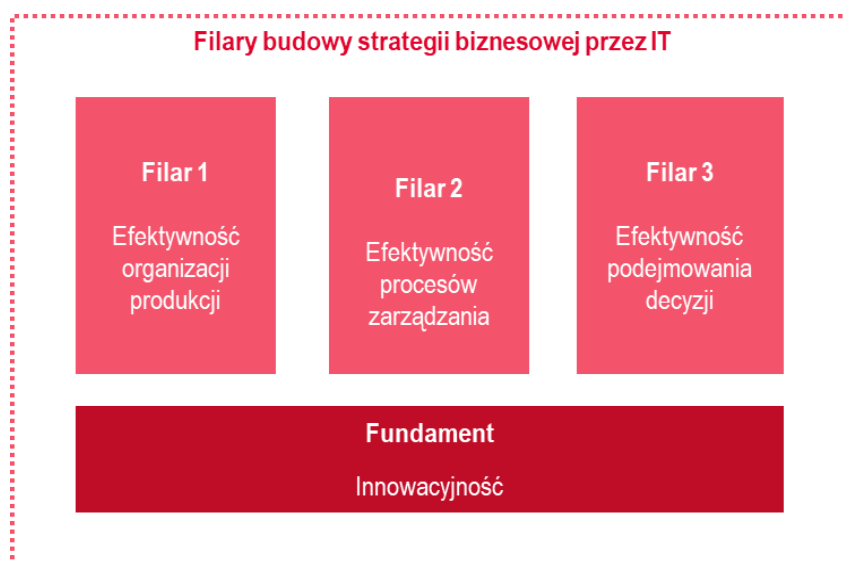 Filary budowy strategii biznesowej przez IT
Filar 1
Efektywność
organizacji
produkcji
Filar 2
Efektywność
procesów
zarządzania
Filar 3
Efektywność
podejmowania
decyzji
Fundament
Innowacyjność